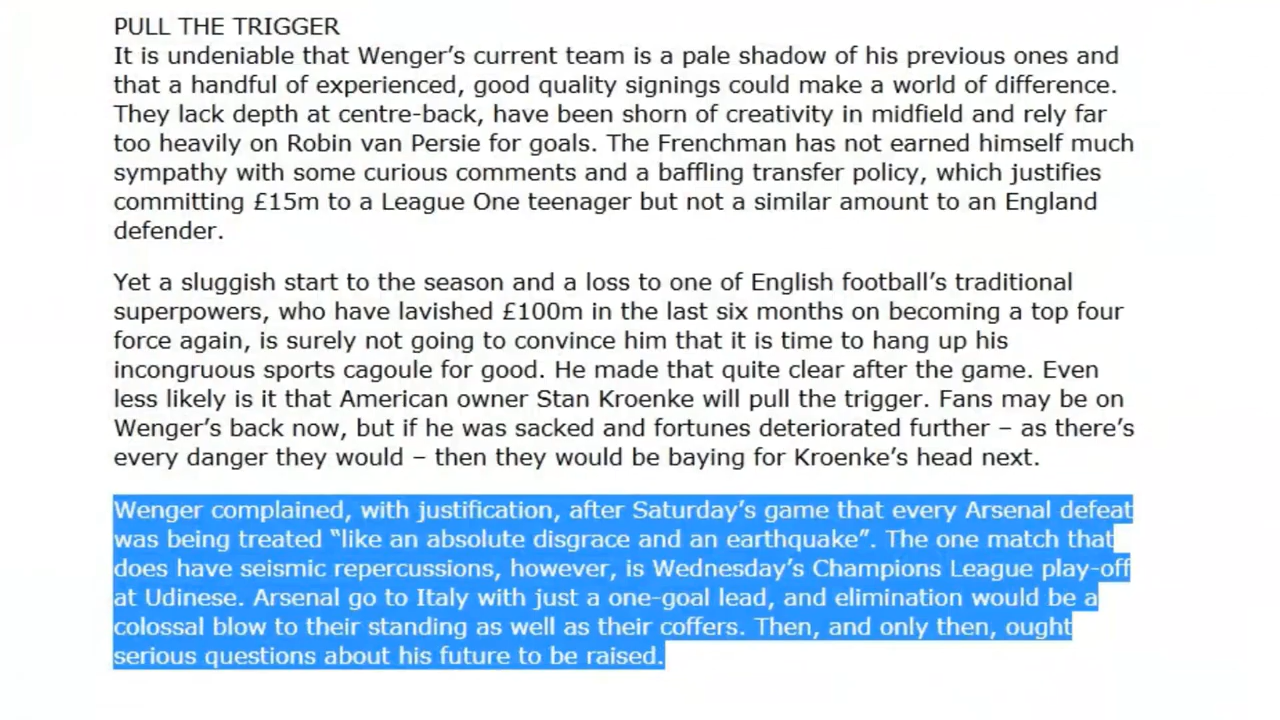 PULL THE TRIGGER
It is undeniable that Wenger’s current team is a pale shadow of his previous ones and
that a handful of experienced, good quality signings could make a world of difference.
They lack depth at centre-back, have been shorn of creativity in midfield and rely far
too heavily on Robin van Persie for goals. The Frenchman has not earned himself much
sympathy with some curious comments and a baffling transfer policy, which justifies
committing £15m to a League One teenager but not a similar amount to an England
defender.
Yet a sluggish start to the season and a loss to one of English football’s traditional
superpowers, who have lavished £100m in the last six months on becoming a top four
force again, is surely not going to convince him that it is time to hang up his
incongruous sports cagoule for good. He made that quite clear after the game. Even
less likely is it that American owner Stan Kroenke will pull the trigger. Fans may be on
Wenger’s back now, but if he was sacked and fortunes deteriorated further – as there’s
every danger they would – then they would be baying for Kroenke’s head next.
Wenger complained, with justification, after Saturday’s game that every Arsenal defeat
was being treated “like an absolute disgrace and an earthquake”. The one match that
does have seismic repercussions, however, is Wednesday’s Champions League play-off
at Udinese. Arsenal go to Italy with just a one-goal lead, and elimination would be a
colossal blow to their standing as well as their coffers. Then, and only then, ought
serious questions about his future to be raised.